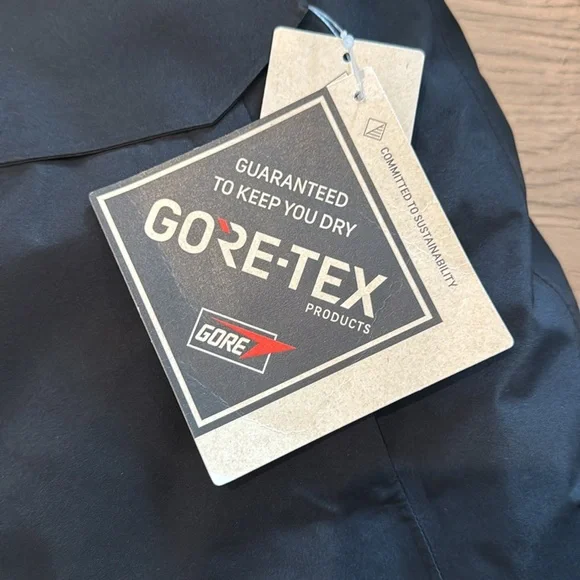 GUARANTEED
TO KEEP YOU DRY
GORE-TEX
PRODUCTS
GORE
COMMITTED TO SUSTAINABILITY